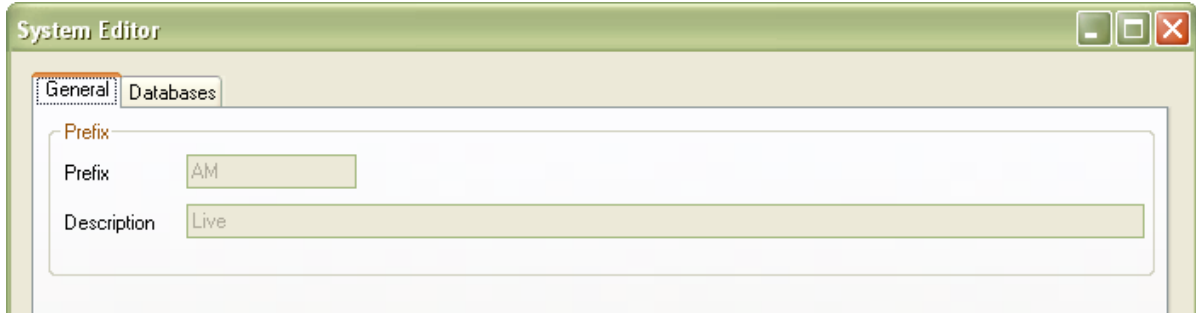 System Editor
General Databases
Prefix
Prefix AM
Description Live